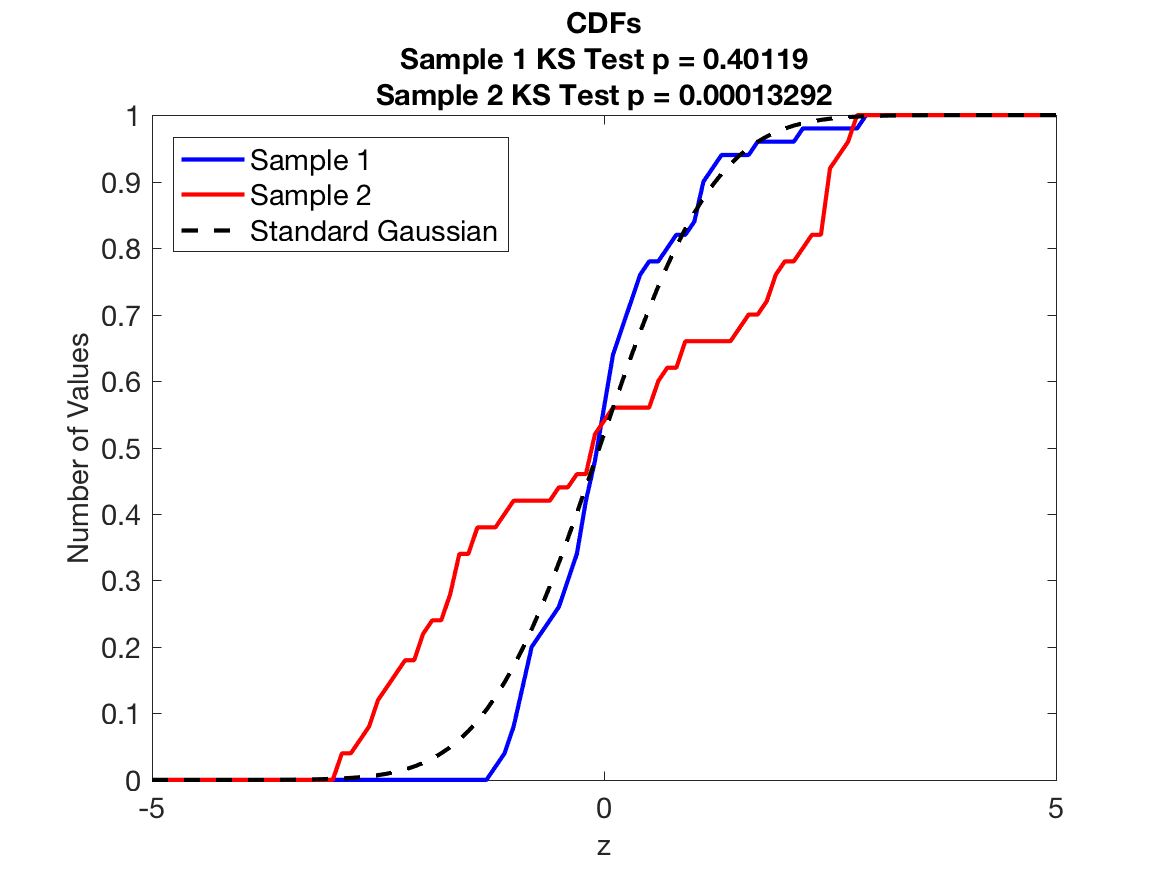 CDFs
Sample 1 KS Test p = 0.40119
Sample 2 KS Test p = 0.00013292
Sample 1
Sample 2
Standard Gaussian
Number of Values
1
0.9
0.8
0.7
0.6
0.5
0.4
0.3
0.2
0.1
0
-5
0
5
z